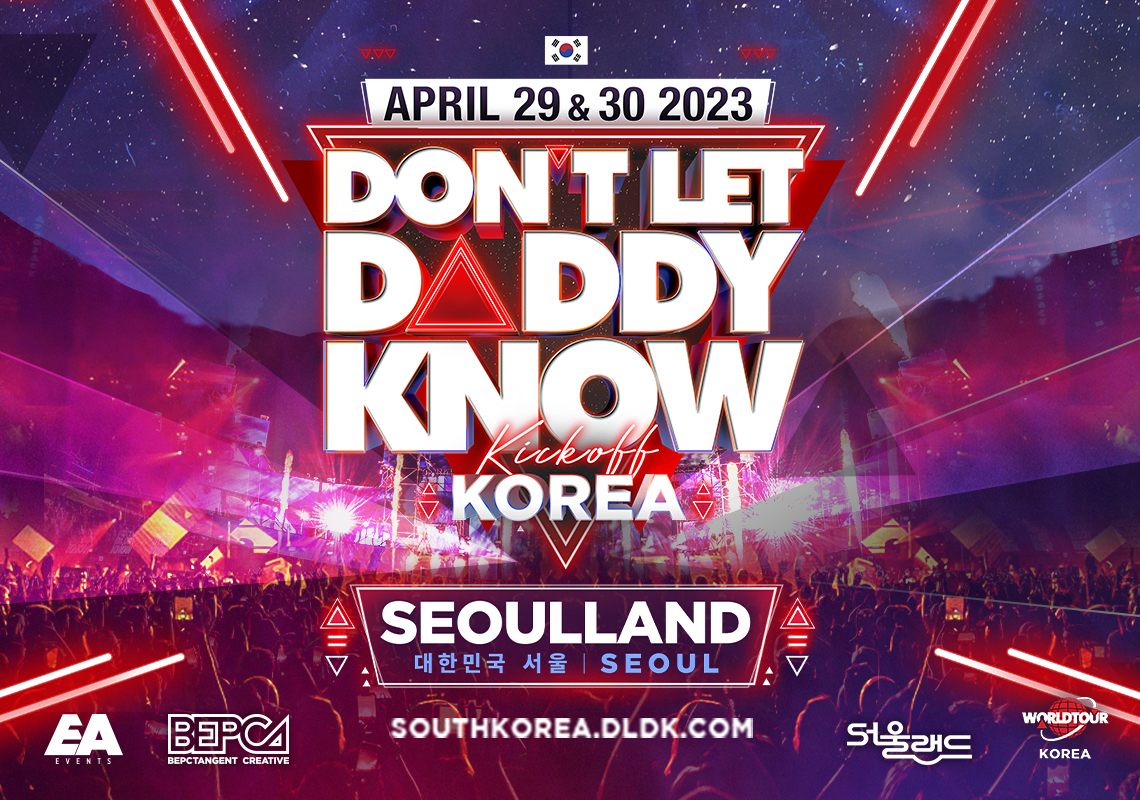 APRIL 29 & 30 2023
DON'T LET
DADDY
KNOW
Kickoff
KOREA
SEOULLAND
대한민국 서울 | SEOUL
SOUTHKOREA.DLDK.COM
EA
EVENTS
BEPCA
BEPCTANGENT CREATIVE
서울랜드
WORLDTOUR
KOREA